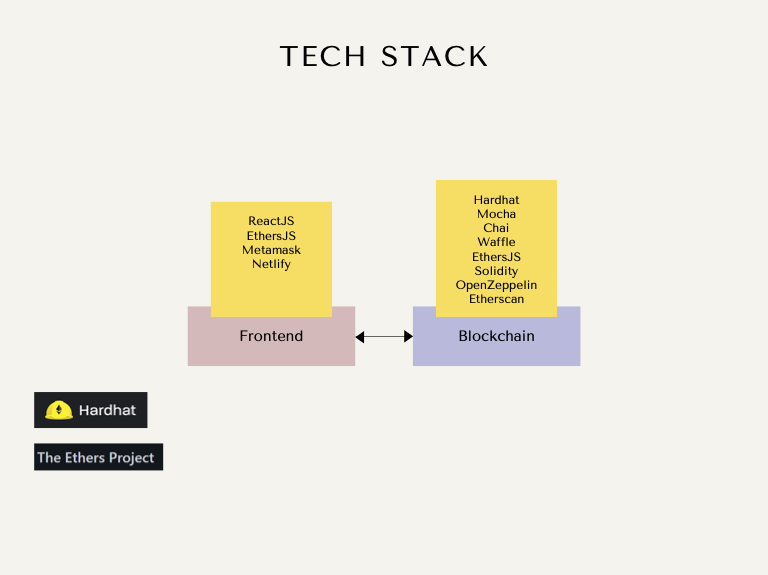 TECH STACK
ReactJS
EthersJS
Metamask
Netlify
Frontend
Hardhat
Mocha
Chai
Waffle
EthersJS
Solidity
OpenZeppelin
Etherscan
Blockchain
Hardhat
The Ethers Project